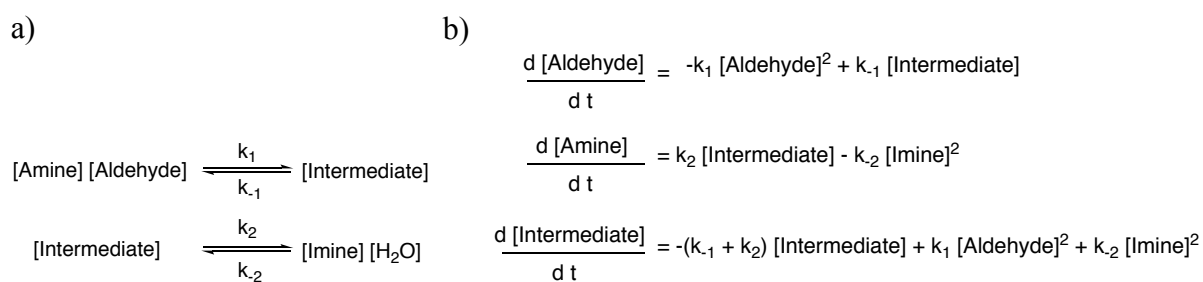 a)
k1
[Amine] [Aldehyde] [Intermediate]
k-1
k2
[Intermediate] [Imine] [H2O]
k-2
b)
d [Aldehyde]
d t
= -k1 [Aldehyde]² + k-1 [Intermediate]
d [Amine]
d t
= k2 [Intermediate] - k-2 [Imine]²
d [Intermediate]
d t
= -(k-1 + k2) [Intermediate] + k1 [Aldehyde]² + k-2 [Imine]²